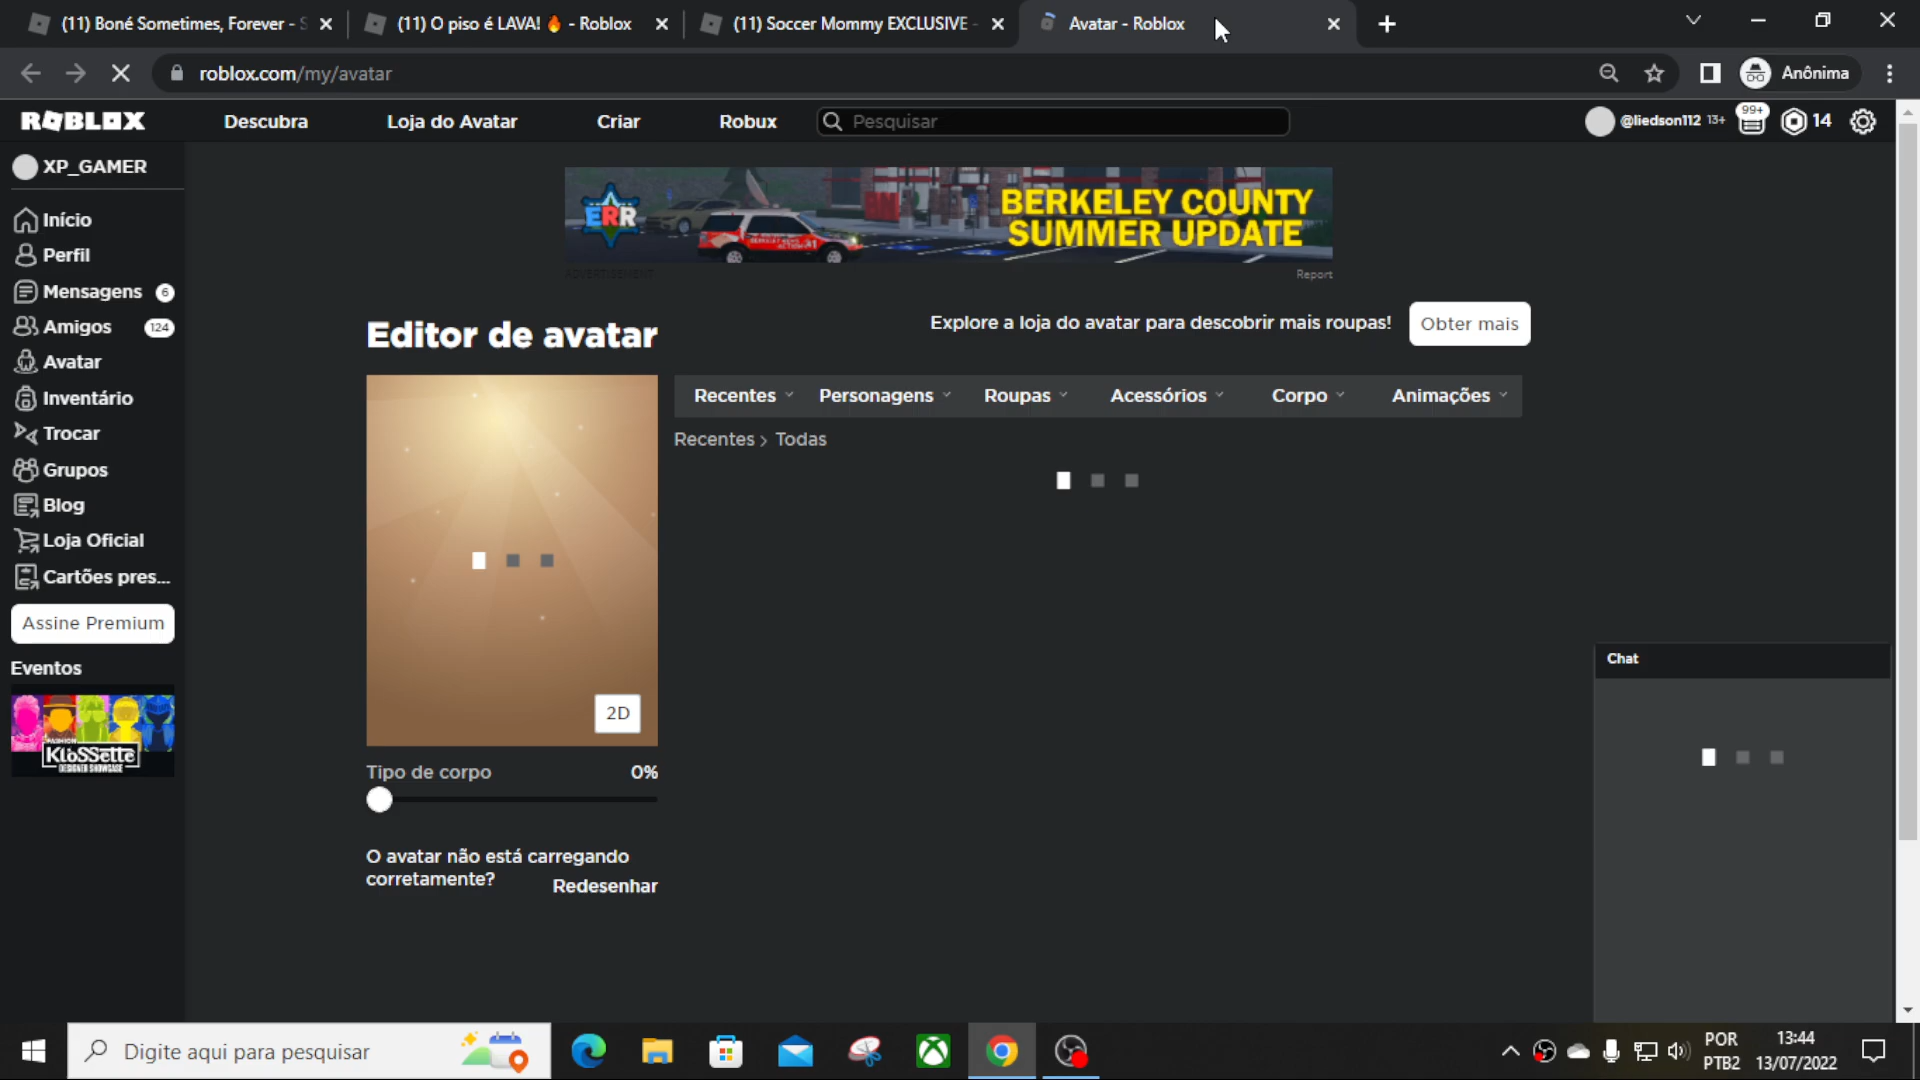 (11) Boné Sometimes, Forever - S
(11) O piso é LAVA! 🔥 - Roblox
(11) Soccer Mommy EXCLUSIVE -
Avatar - Roblox
roblox.com/my/avatar
Anônima
ROBLOX
Descubra
Loja do Avatar
Criar
Robux
Pesquisar
@liedson112 13+
99+
14
XP_GAMER
Início
Perfil
Mensagens 6
Amigos 124
Avatar
Inventário
Trocar
Grupos
Blog
Loja Oficial
Cartões pres...
Assine Premium
Eventos
FASHION
KloSSette
DESIGNER SHOWCASE
ERR
BERKELEY COUNTY
SUMMER UPDATE
ADVERTISEMENT
Report
Editor de avatar
Explore a loja do avatar para descobrir mais roupas!
Obter mais
Recentes
Personagens
Roupas
Acessórios
Corpo
Animações
Recentes > Todas
2D
Tipo de corpo
0%
O avatar não está carregando
corretamente?
Redesenhar
Chat
Digite aqui para pesquisar
POR
PTB2
13:44
13/07/2022